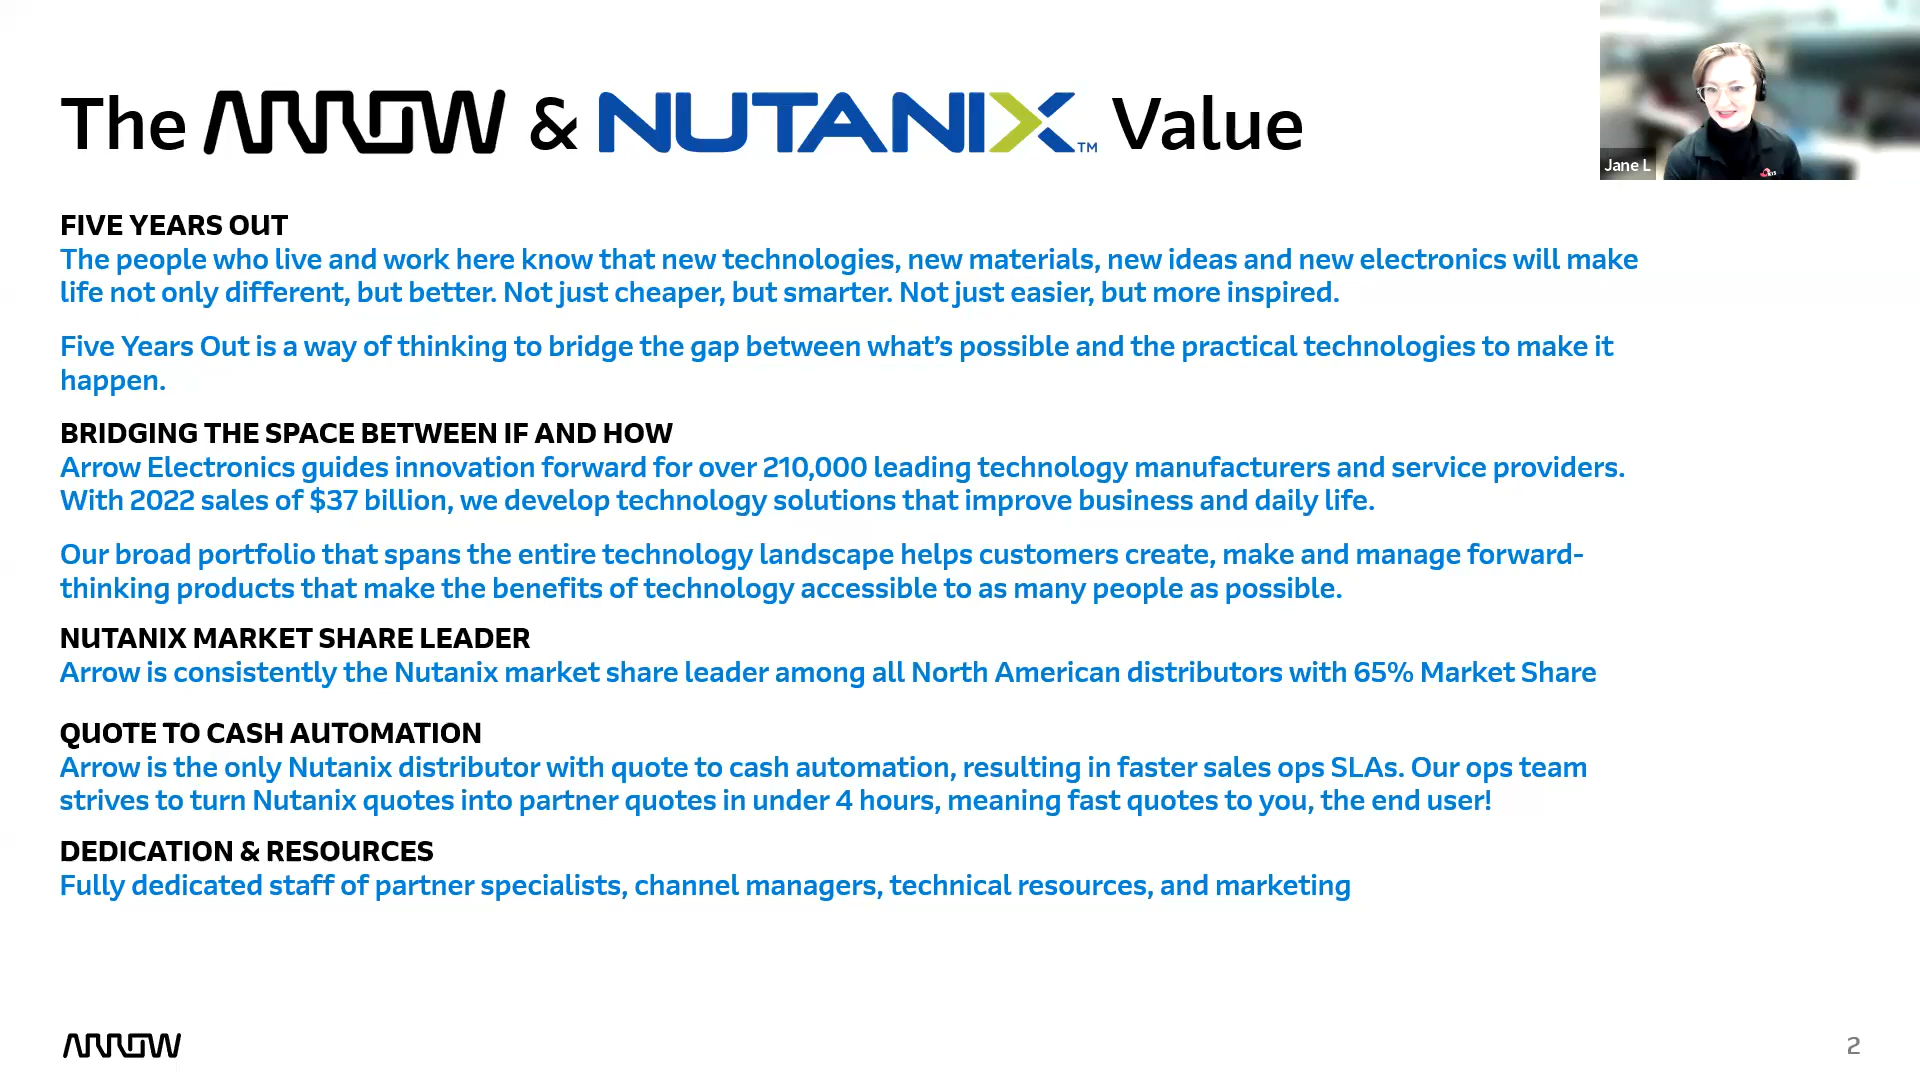 The ARROW & NUTANIX™ Value
Jane L
FIVE YEARS OUT
The people who live and work here know that new technologies, new materials, new ideas and new electronics will make
life not only different, but better. Not just cheaper, but smarter. Not just easier, but more inspired.
Five Years Out is a way of thinking to bridge the gap between what’s possible and the practical technologies to make it
happen.
BRIDGING THE SPACE BETWEEN IF AND HOW
Arrow Electronics guides innovation forward for over 210,000 leading technology manufacturers and service providers.
With 2022 sales of $37 billion, we develop technology solutions that improve business and daily life.
Our broad portfolio that spans the entire technology landscape helps customers create, make and manage forward-
thinking products that make the benefits of technology accessible to as many people as possible.
NUTANIX MARKET SHARE LEADER
Arrow is consistently the Nutanix market share leader among all North American distributors with 65% Market Share
QUOTE TO CASH AUTOMATION
Arrow is the only Nutanix distributor with quote to cash automation, resulting in faster sales ops SLAs. Our ops team
strives to turn Nutanix quotes into partner quotes in under 4 hours, meaning fast quotes to you, the end user!
DEDICATION & RESOURCES
Fully dedicated staff of partner specialists, channel managers, technical resources, and marketing
ARROW
2